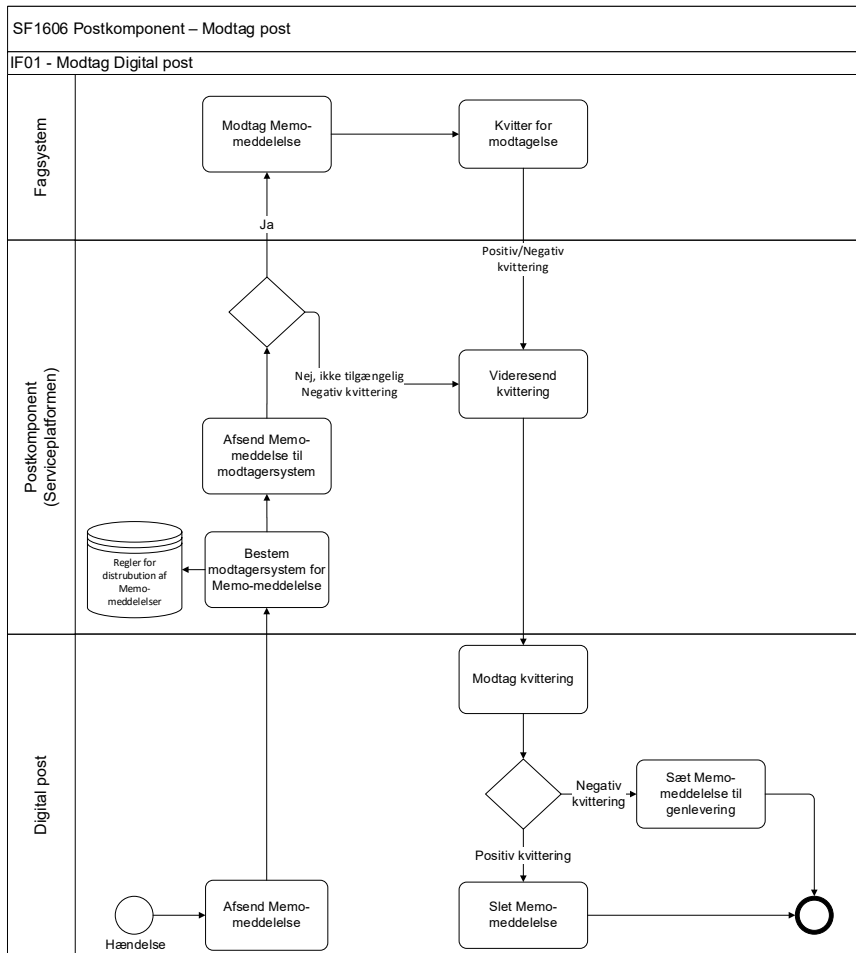 SF1606 Postkomponent – Modtag post
IF01 - Modtag Digital post
Fagsystem
Modtag Memo-
meddelelse
Kvitter for
modtagelse
Ja
Positiv/Negativ
kvittering
Postkomponent
(Serviceplatformen)
Nej, ikke tilgængelig
Negativ kvittering
Videresend
kvittering
Afsend Memo-
meddelse til
modtagersystem
Regler for
distrubution af
Memo-
meddelelser
Bestem
modtagersystem for
Memo-meddelelse
Digital post
Modtag kvittering
Negativ
kvittering
Sæt Memo-
meddelelse til
genlevering
Positiv kvittering
Hændelse
Afsend Memo-
meddelelse
Slet Memo-
meddelelse